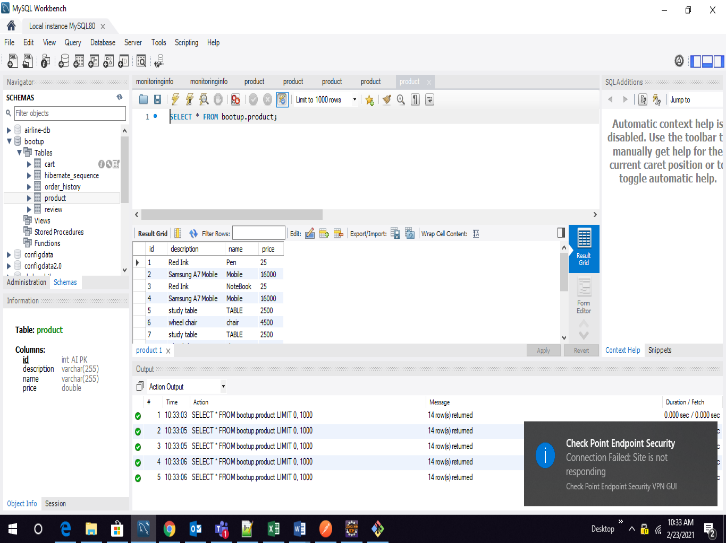 MySQL Workbench
Local instance MySQL80 ×
File Edit View Query Database Server Tools Scripting Help
Navigator
SCHEMAS
Filter objects
airline-db
bootup
Tables
cart
hibernate_sequence
order_history
product
review
Views
Stored Procedures
Functions
configdata
configdata2.0
Administration Schemas
Information
Table: product
Columns:
id int AI PK
description varchar(255)
name varchar(255)
price double
Object Info Session
monitoringinfo monitoringinfo product product product product product ×
Limit to 1000 rows
1 SELECT * FROM bootup.product;
Result Grid Filter Rows: Edit: Export/Import: Wrap Cell Content:
id description name price
1 Red Ink Pen 25
2 Samsung A7 Mobile Mobile 16000
3 Red Ink NoteBook 25
4 Samsung A7 Mobile Mobile 16000
5 study table TABLE 2500
6 wheel chair chair 4500
7 study table TABLE 2500
Result Grid
Form Editor
product 1 × Apply Revert
Output
Action Output
# Time Action Message Duration / Fetch
1 10:33:03 SELECT * FROM bootup.product LIMIT 0, 1000 14 row(s) returned 0.000 sec / 0.000 sec
2 10:33:05 SELECT * FROM bootup.product LIMIT 0, 1000 14 row(s) returned
3 10:33:05 SELECT * FROM bootup.product LIMIT 0, 1000 14 row(s) returned
4 10:33:06 SELECT * FROM bootup.product LIMIT 0, 1000 14 row(s) returned
5 10:33:06 SELECT * FROM bootup.product LIMIT 0, 1000 14 row(s) returned
SQLAdditions
Jump to
Automatic context help is
disabled. Use the toolbar t
manually get help for the
current caret position or to
toggle automatic help.
Context Help Snippets
Check Point Endpoint Security
Connection Failed: Site is not
responding
Check Point Endpoint Security VPN GUI
Desktop
10:33 AM
2/23/2021